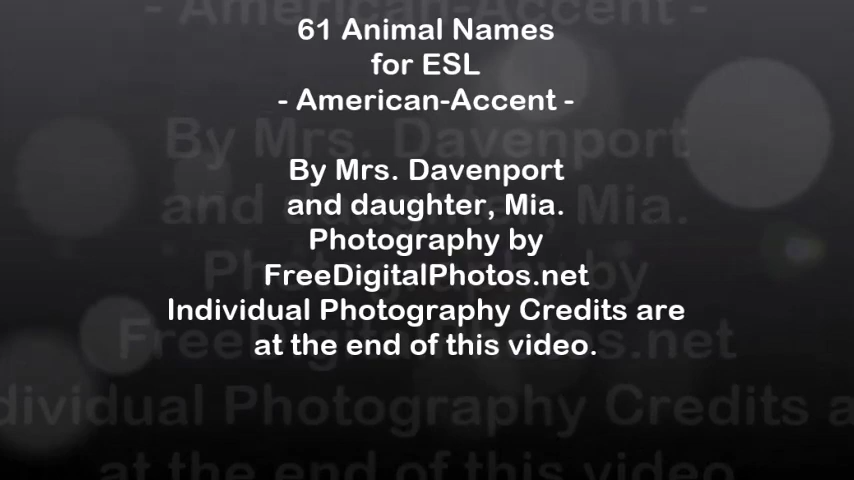 61 Animal Names
for ESL
- American-Accent -
By Mrs. Davenport
and daughter, Mia.
Photography by
FreeDigitalPhotos.net
Individual Photography Credits are
at the end of this video.